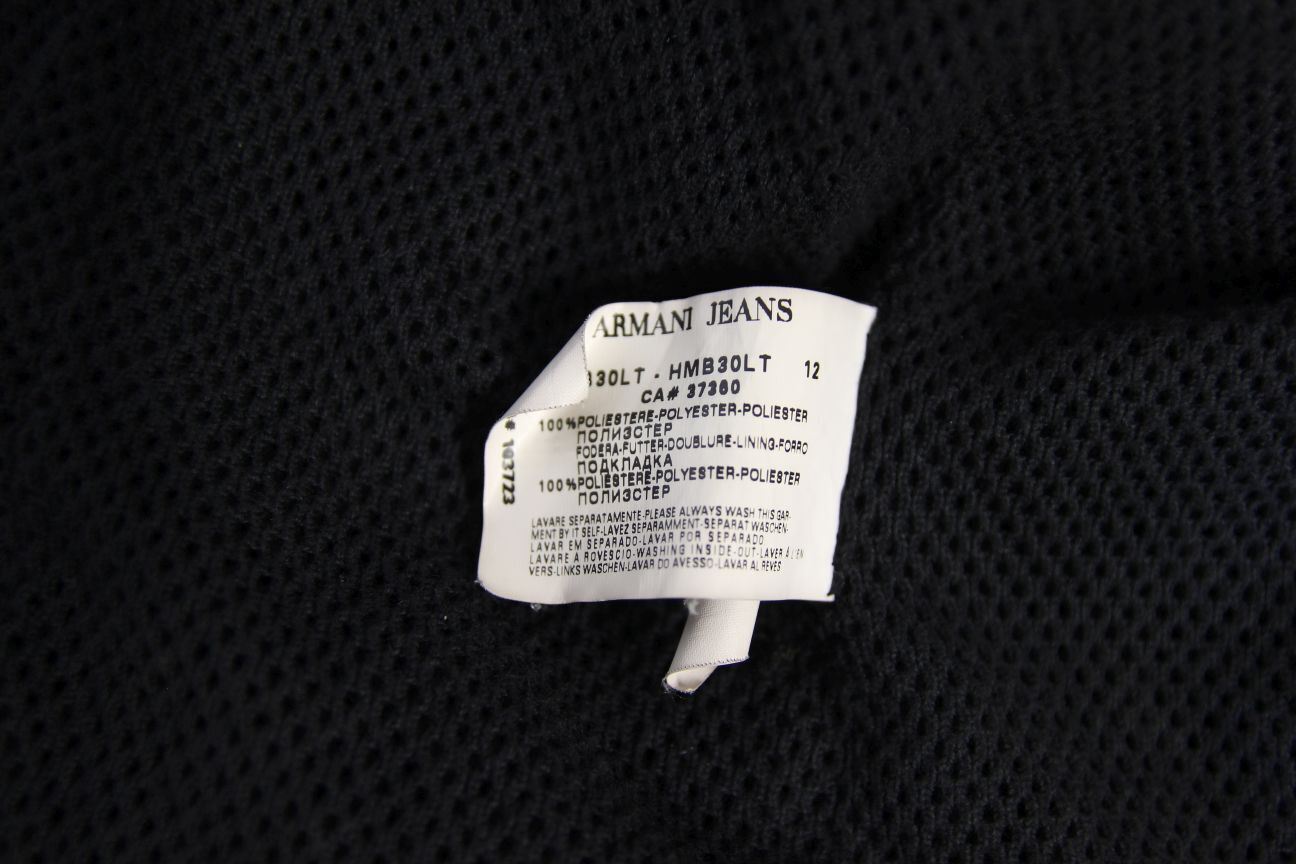 ARMANI JEANS
B30LT - HMB30LT 12
CA# 37360
100%POLIESTERE-POLYESTER-POLIESTER
ПОЛИЭСТЕР
FODERA-FUTTER-DOUBLURE-LINING-FORRO
ПОДКЛАДКА
100%POLIESTERE-POLYESTER-POLIESTER
ПОЛИЭСТЕР
LAVARE SEPARATAMENTE-PLEASE ALWAYS WASH THIS GAR-
MENT BY IT SELF-LAVEZ SEPARAMMENT-SEPARAT WASCHEN-
LAVAR EM SEPARADO-LAVAR POR SEPARADO
LAVARE A ROVESCIO-WASHING INSIDE-OUT-LAVER À L'EN
VERS-LINKS WASCHEN-LAVAR DO AVESSO-LAVAR AL REVES
# 103723